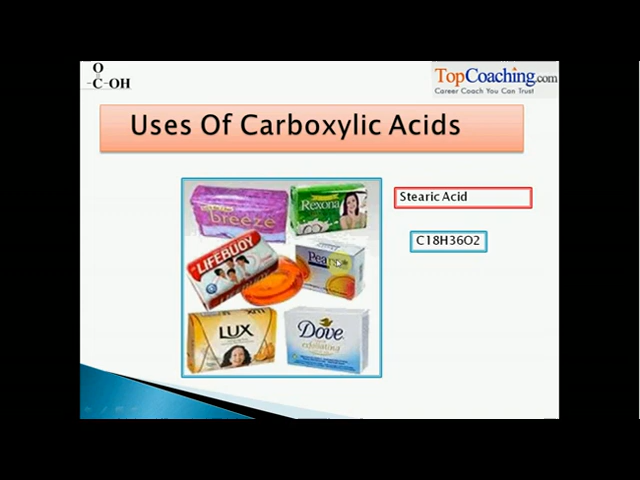 O
-C-OH
TopCoaching.com
Career Coach You Can Trust
Uses Of Carboxylic Acids
breeze
Rexona
Stearic Acid
C18H36O2
LIFEBUOY
Pears
LUX
Dove
exfoliating